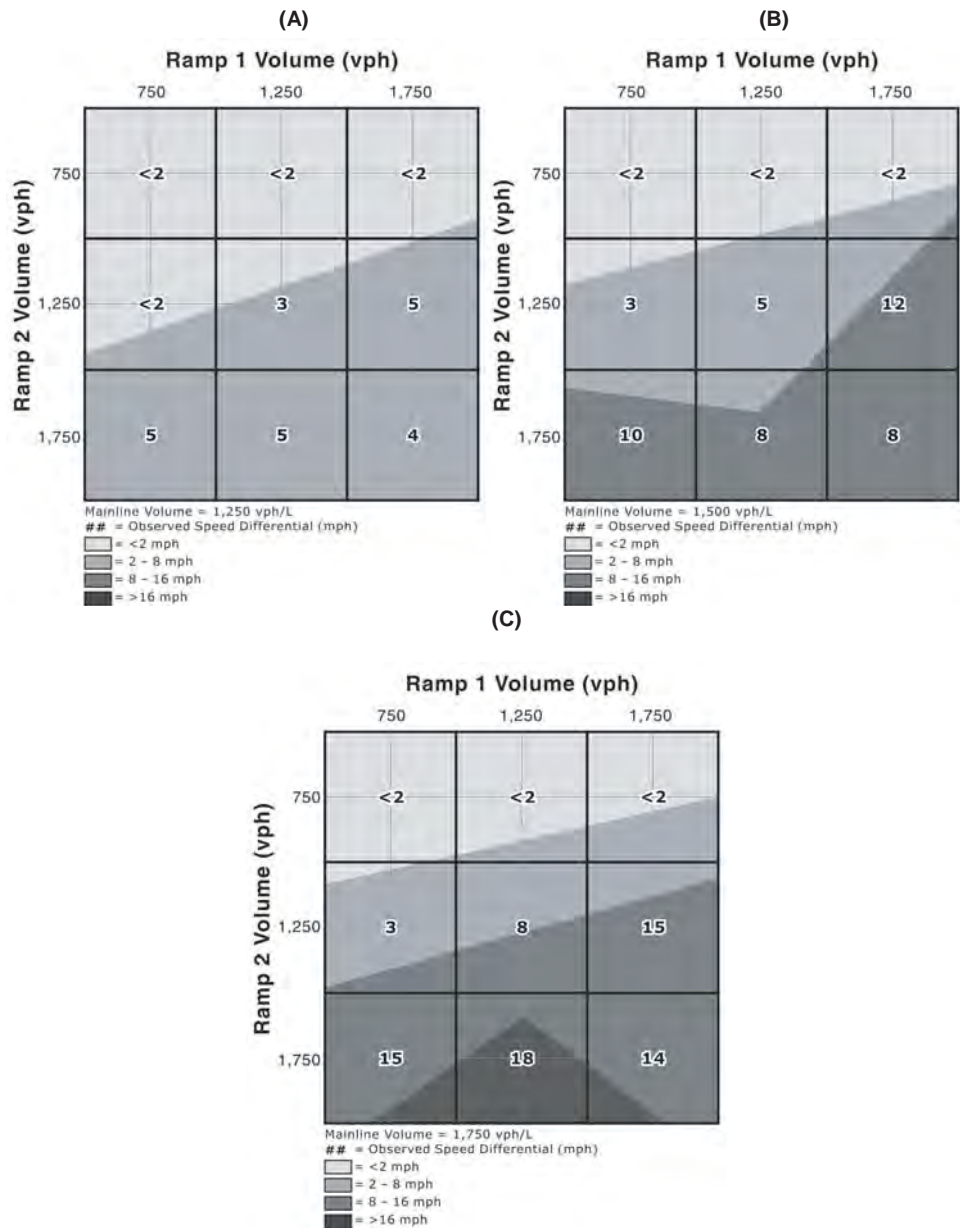 (A)
Ramp 1 Volume (vph)
750 1,250 1,750
Ramp 2 Volume (vph)
750 <2 <2 <2
1,250 <2 3 5
1,750 5 5 4
Mainline Volume = 1,250 vph/L
## = Observed Speed Differential (mph)
= <2 mph
= 2 – 8 mph
= 8 – 16 mph
= >16 mph
(B)
Ramp 1 Volume (vph)
750 1,250 1,750
Ramp 2 Volume (vph)
750 <2 <2 <2
1,250 3 5 12
1,750 10 8 8
Mainline Volume = 1,500 vph/L
## = Observed Speed Differential (mph)
= <2 mph
= 2 – 8 mph
= 8 – 16 mph
= >16 mph
(C)
Ramp 1 Volume (vph)
750 1,250 1,750
Ramp 2 Volume (vph)
750 <2 <2 <2
1,250 3 8 15
1,750 15 18 14
Mainline Volume = 1,750 vph/L
## = Observed Speed Differential (mph)
= <2 mph
= 2 – 8 mph
= 8 – 16 mph
= >16 mph